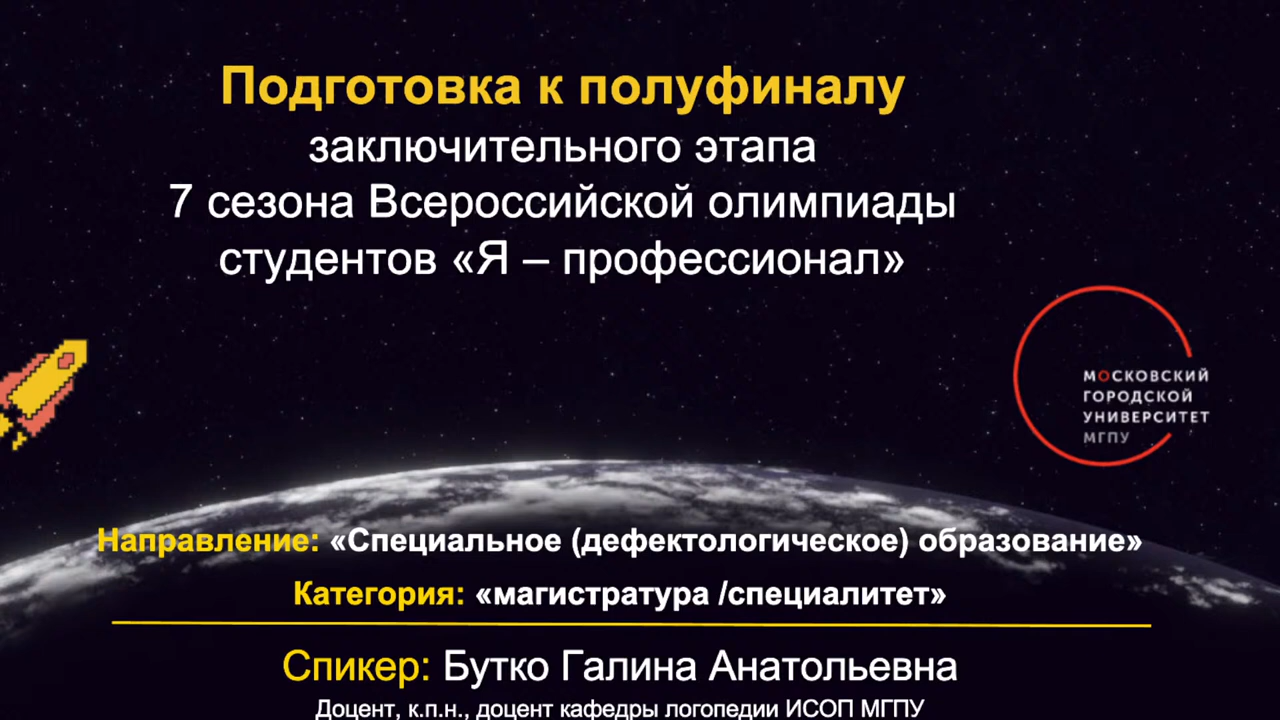 Подготовка к полуфиналу
заключительного этапа
7 сезона Всероссийской олимпиады
студентов «Я – профессионал»
МОСКОВСКИЙ
ГОРОДСКОЙ
УНИВЕРСИТЕТ
МГПУ
Направление: «Специальное (дефектологическое) образование»
Категория: «магистратура /специалитет»
Спикер: Бутко Галина Анатольевна
Доцент, к.п.н., доцент кафедры логопедии ИСОП МГПУ